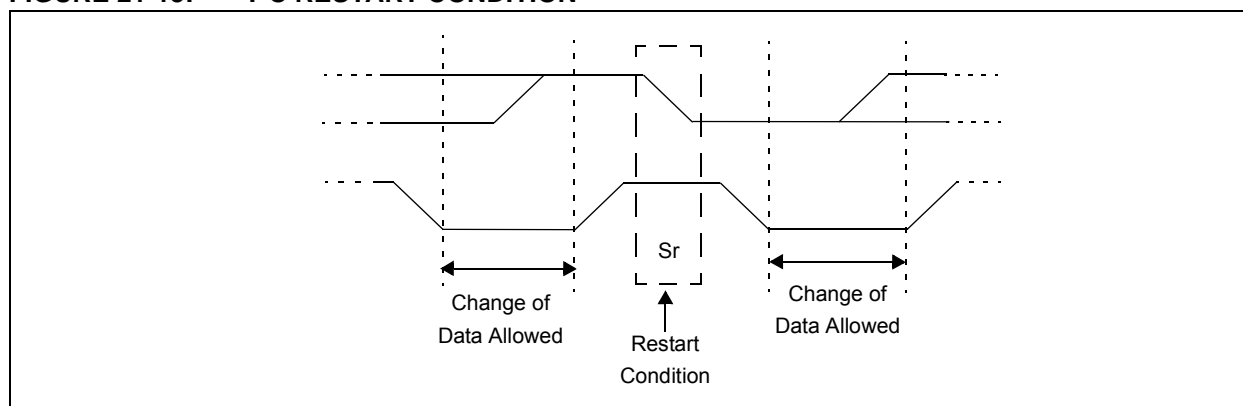 Sr
Change of
Data Allowed
Restart
Condition
Change of
Data Allowed